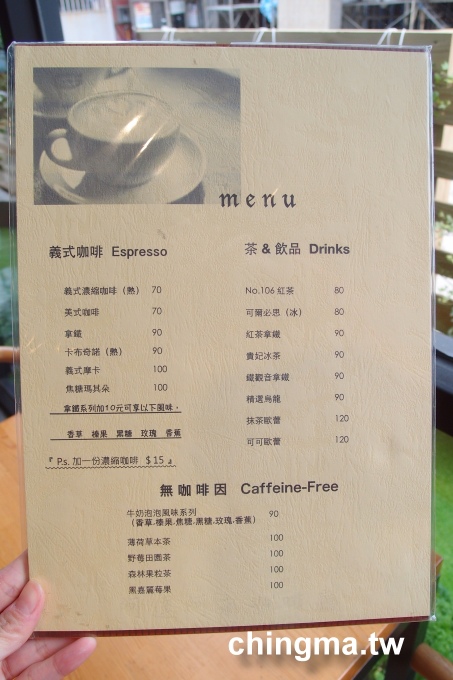 menu
義式咖啡 Espresso
義式濃縮咖啡（熱） 70
美式咖啡 70
拿鐵 90
卡布奇諾（熱） 90
義式摩卡 100
焦糖瑪其朵 100
拿鐵系列加10元可享以下風味，
香草 榛果 黑糖 玫瑰 香蕉
『 P.s. 加一份濃縮咖啡 $15 』
茶 & 飲品 Drinks
No.106 紅茶 80
可爾必思（冰） 80
紅茶拿鐵 90
貴妃冰茶 90
鐵觀音拿鐵 90
精選烏龍 90
抹茶歐蕾 120
可可歐蕾 120
無咖啡因 Caffeine-Free
牛奶泡泡風味系列 90
（香草.榛果.焦糖.黑糖.玫瑰.香蕉）
薄荷草本茶 100
野莓田園茶 100
森林果粒茶 100
黑嘉麗莓果 100
chingma.tw